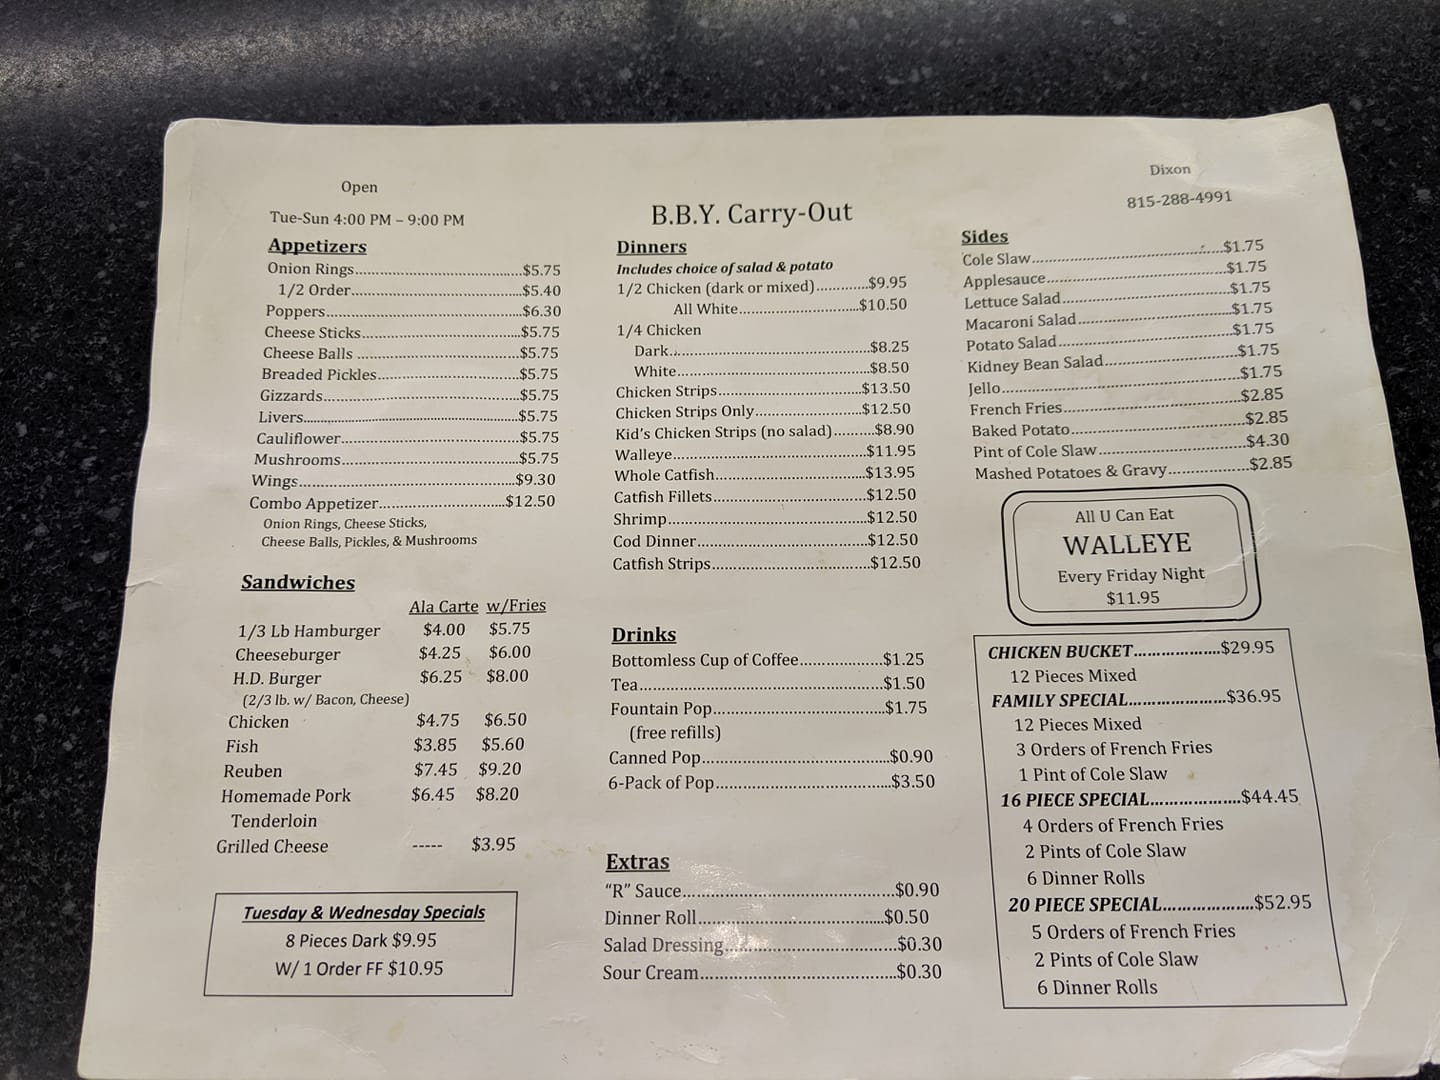 Open
Tue-Sun 4:00 PM – 9:00 PM
B.B.Y. Carry-Out
Dixon
815-288-4991
Appetizers
Onion Rings........$5.75
1/2 Order........$5.40
Poppers........$6.30
Cheese Sticks........$5.75
Cheese Balls ........$5.75
Breaded Pickles........$5.75
Gizzards........$5.75
Livers........$5.75
Cauliflower........$5.75
Mushrooms........$5.75
Wings........$9.30
Combo Appetizer........$12.50
Onion Rings, Cheese Sticks,
Cheese Balls, Pickles, & Mushrooms
Sandwiches
Ala Carte w/Fries
1/3 Lb Hamburger $4.00 $5.75
Cheeseburger $4.25 $6.00
H.D. Burger $6.25 $8.00
(2/3 lb. w/ Bacon, Cheese)
Chicken $4.75 $6.50
Fish $3.85 $5.60
Reuben $7.45 $9.20
Homemade Pork $6.45 $8.20
Tenderloin
Grilled Cheese ----- $3.95
Tuesday & Wednesday Specials
8 Pieces Dark $9.95
W/ 1 Order FF $10.95
Dinners
Includes choice of salad & potato
1/2 Chicken (dark or mixed)........$9.95
All White........$10.50
1/4 Chicken
Dark........$8.25
White........$8.50
Chicken Strips........$13.50
Chicken Strips Only........$12.50
Kid's Chicken Strips (no salad)........$8.90
Walleye........$11.95
Whole Catfish........$13.95
Catfish Fillets........$12.50
Shrimp........$12.50
Cod Dinner........$12.50
Catfish Strips........$12.50
Drinks
Bottomless Cup of Coffee........$1.25
Tea........$1.50
Fountain Pop........$1.75
(free refills)
Canned Pop........$0.90
6-Pack of Pop........$3.50
Extras
"R" Sauce........$0.90
Dinner Roll........$0.50
Salad Dressing........$0.30
Sour Cream........$0.30
Sides
Cole Slaw........$1.75
Applesauce........$1.75
Lettuce Salad........$1.75
Macaroni Salad........$1.75
Potato Salad........$1.75
Kidney Bean Salad........$1.75
Jello........$1.75
French Fries........$2.85
Baked Potato........$2.85
Pint of Cole Slaw........$4.30
Mashed Potatoes & Gravy........$2.85
All U Can Eat
WALLEYE
Every Friday Night
$11.95
CHICKEN BUCKET........$29.95
12 Pieces Mixed
FAMILY SPECIAL........$36.95
12 Pieces Mixed
3 Orders of French Fries
1 Pint of Cole Slaw
16 PIECE SPECIAL........$44.45
4 Orders of French Fries
2 Pints of Cole Slaw
6 Dinner Rolls
20 PIECE SPECIAL........$52.95
5 Orders of French Fries
2 Pints of Cole Slaw
6 Dinner Rolls